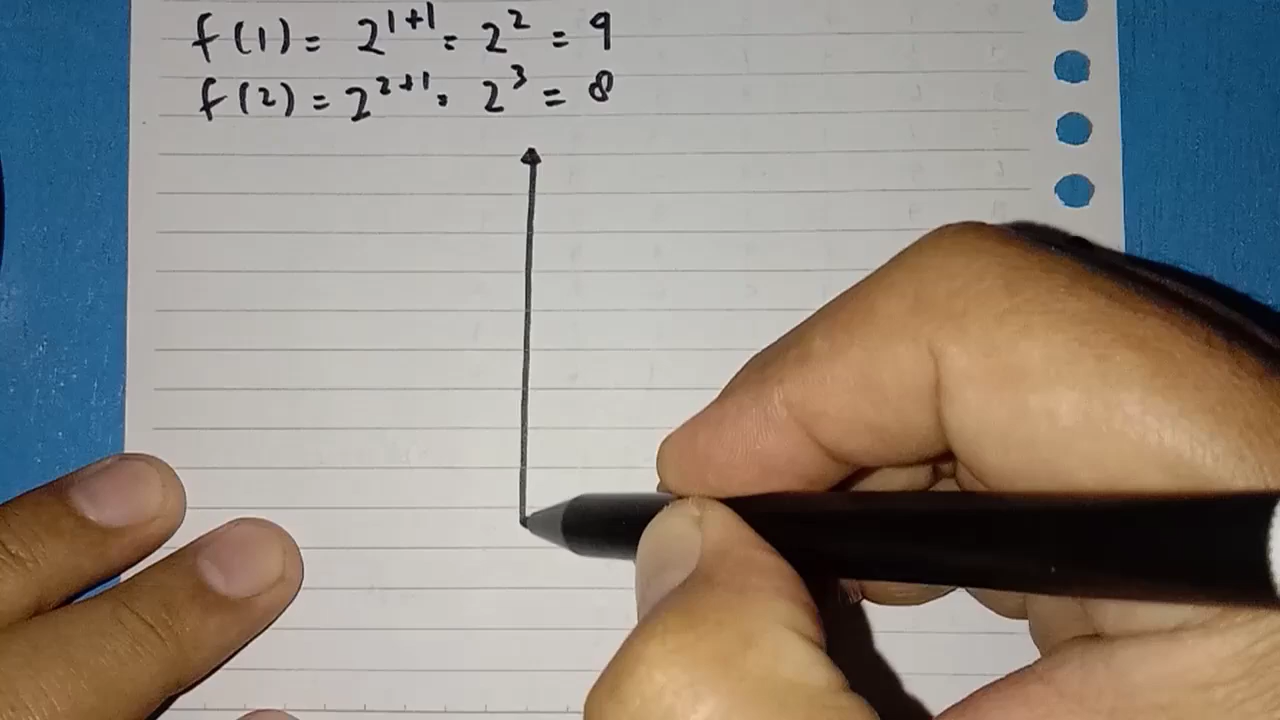 f(1) = 2^{1+1} = 2^2 = 9
f(2) = 2^{2+1} = 2^3 = 8